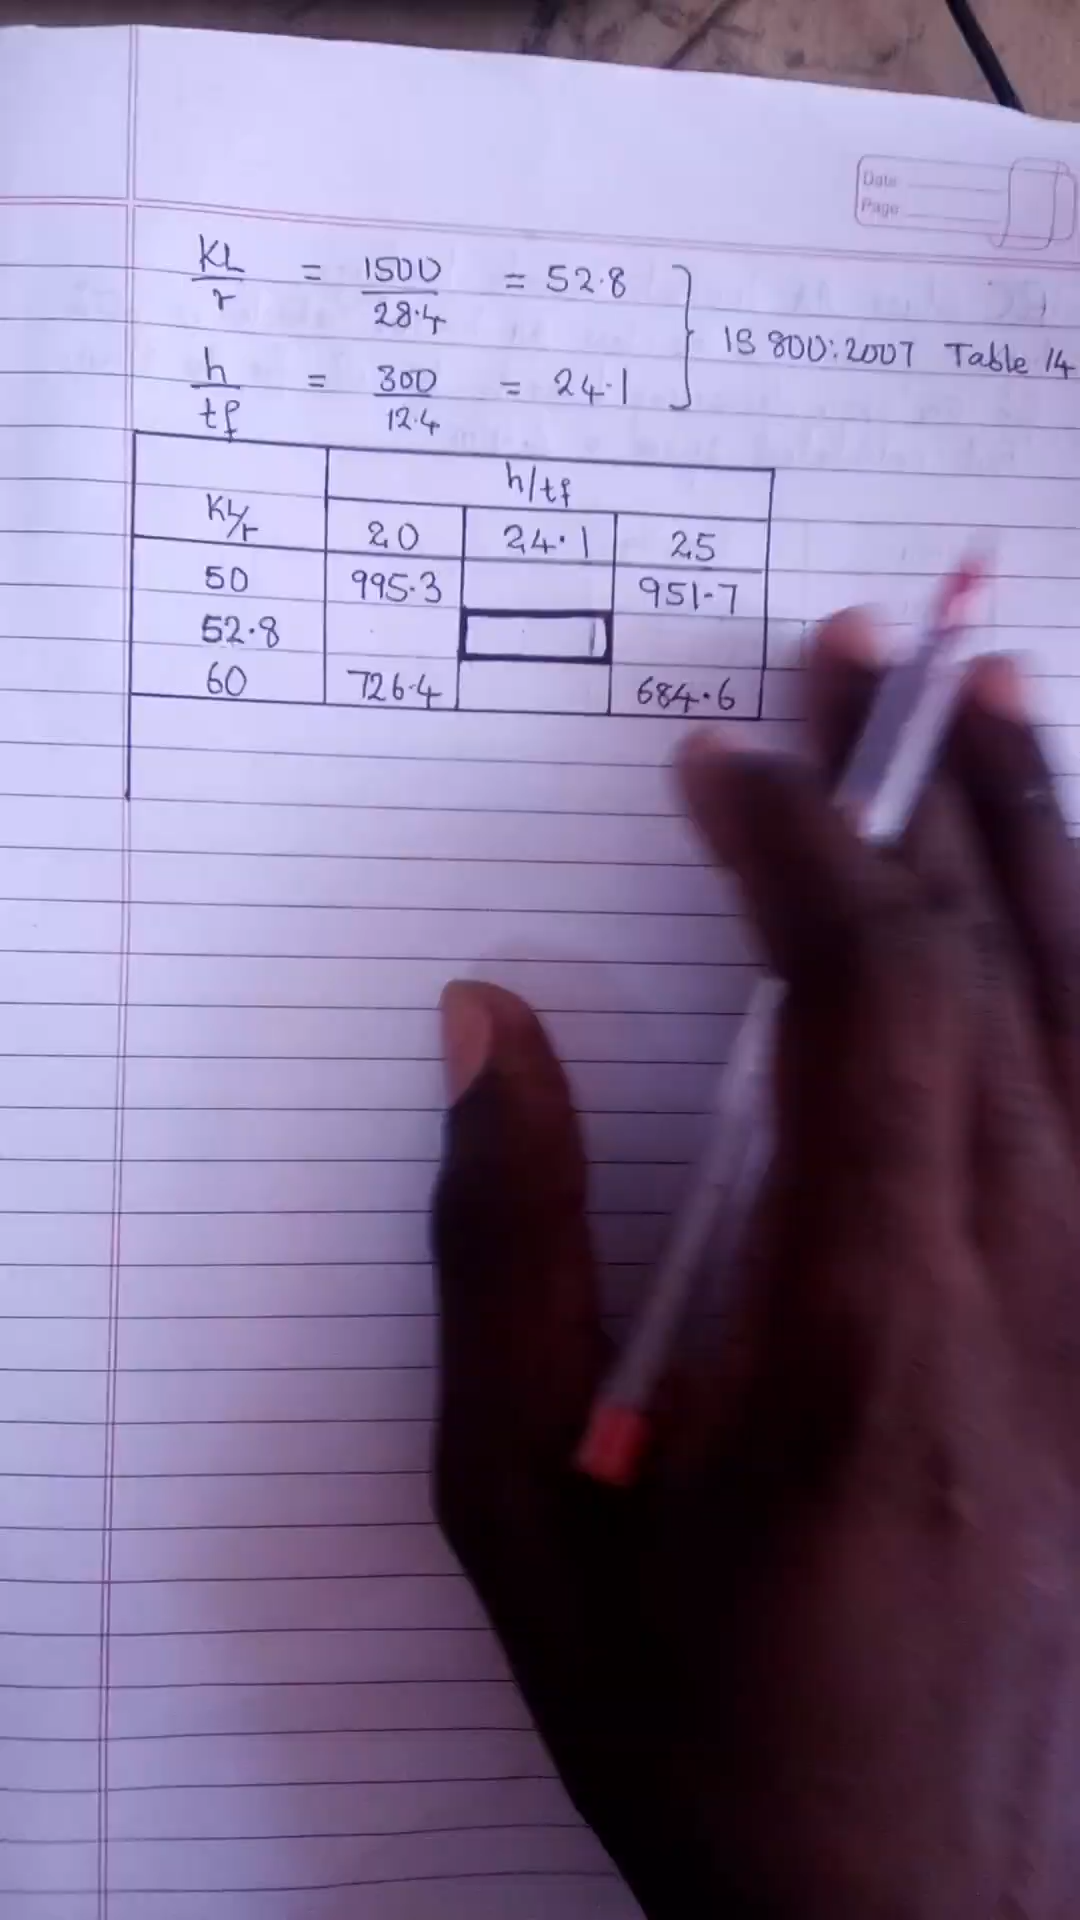 Date
Page
KL/r = 1500/28.4 = 52.8
IS 800:2007 Table 14
h/tf = 300/12.4 = 24.1
h/tf
KL/r 20 24.1 25
50 995.3 951.7
52.8
60 726.4 684.6